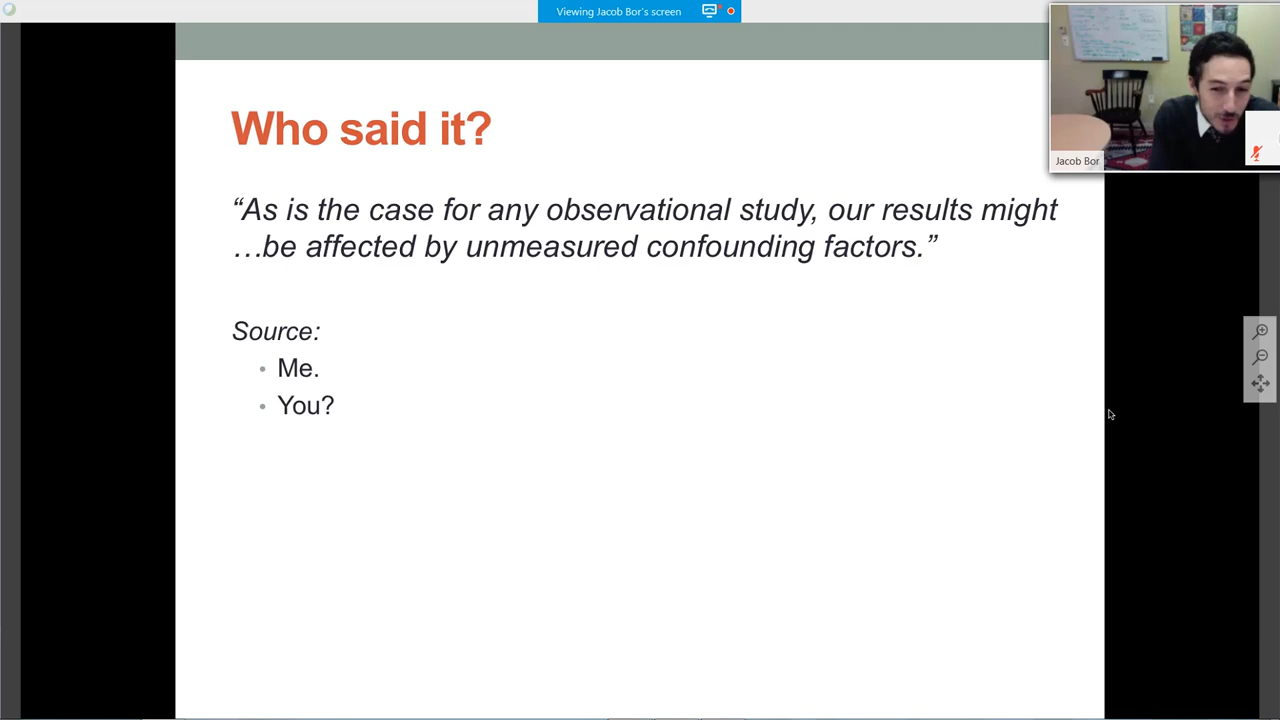 Viewing Jacob Bor's screen
Jacob Bor
Who said it?
“As is the case for any observational study, our results might
…be affected by unmeasured confounding factors.”
Source:
• Me.
• You?